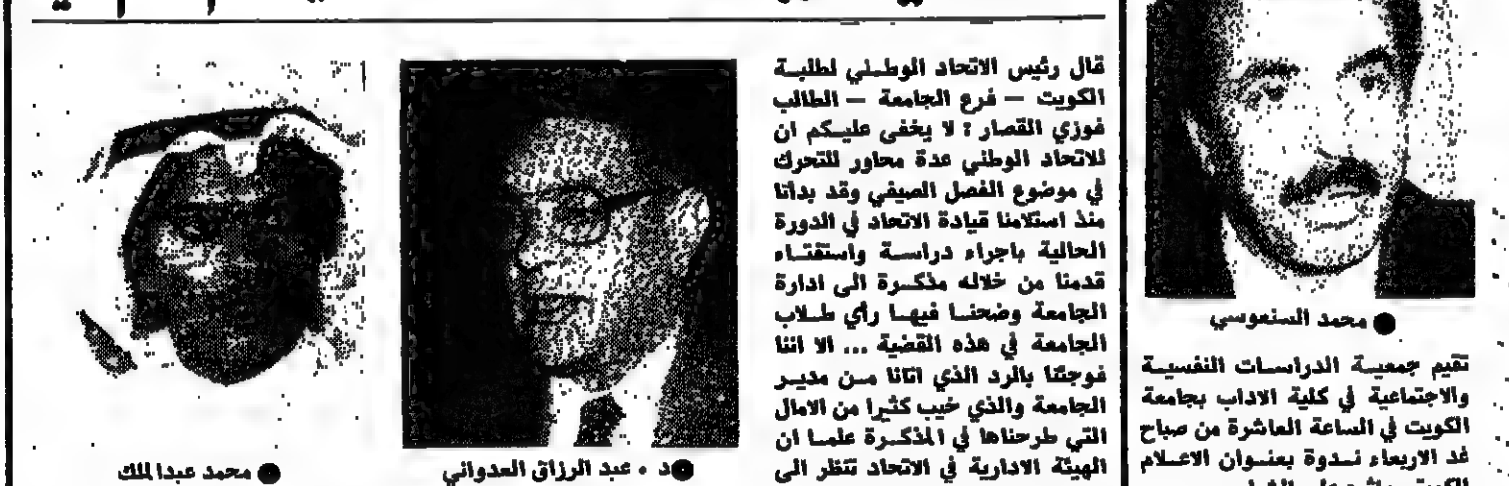 قال رئيس الاتحاد الوطني لطلبة
الكويت — فرع الجامعة — الطالب
فوزي القصار : لا يخفى عليكم ان
للاتحاد الوطني عدة محاور للتحرك
في موضوع الفصل الصيفي وقد بدأنا
منذ استلامنا قيادة الاتحاد في الدورة
الحالية باجراء دراسة واستفتاء
قدمنا من خلاله مذكرة الى ادارة
الجامعة وضحنا فيها رأي طلاب
الجامعة في هذه القضية ... الا اننا
فوجئنا بالرد الذي اتانا من مدير
الجامعة والذي خيب كثيرا من الامال
التي طرحناها في المذكرة علما ان
الهيئة الادارية في الاتحاد تنظر الى
د . عبد الرزاق العدواني
محمد عبدالملك
محمد السنعوسي
تقيم جمعية الدراسات النفسية
والاجتماعية في كلية الاداب بجامعة
الكويت في الساعة العاشرة من صباح
غد الاربعاء ندوة بعنوان الاعلام